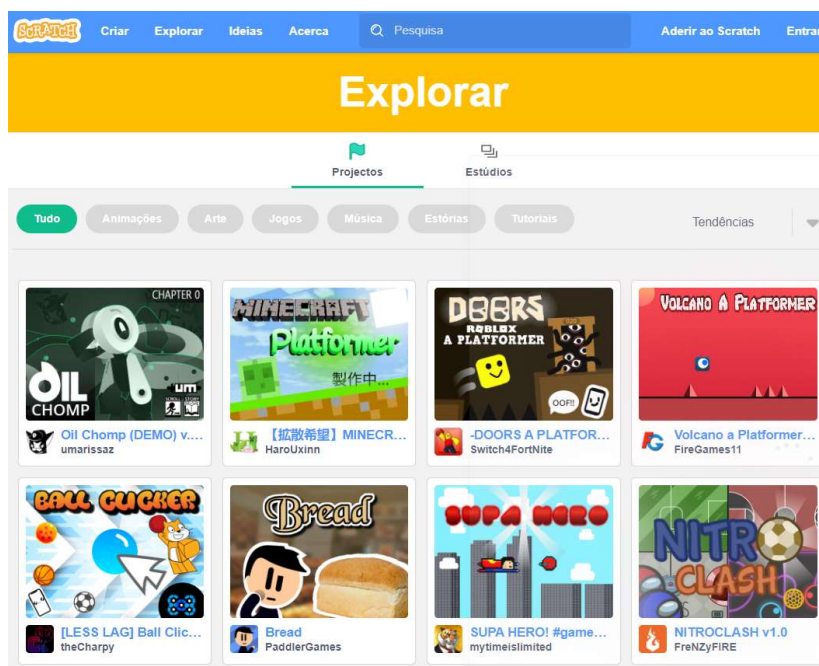 SCRATCH Criar Explorar Ideias Acerca Pesquisa Aderir ao Scratch Entrar
Explorar
Projectos Estúdios
Tudo Animações Arte Jogos Música Estórias Tutoriais Tendências
CHAPTER 0
OIL
CHOMP
um
MINECRAFT
Platformer
製作中...
DOORS
ROBLOX
A PLATFORMER
OOF!!
VOLCANO A PLATFORMER
Oil Chomp (DEMO) v....
umarissaz
【拡散希望】 MINECR...
HaroUxinn
-DOORS A PLATFOR...
Switch4FortNite
Volcano a Platformer...
FireGames11
BALL CLICKER
Bread
SUPA HERO
NITRO
CLASH
[LESS LAG] Ball Clic...
theCharpy
Bread
PaddlerGames
SUPA HERO! #game...
mytimeislimited
NITROCLASH v1.0
FreNZyFIRE